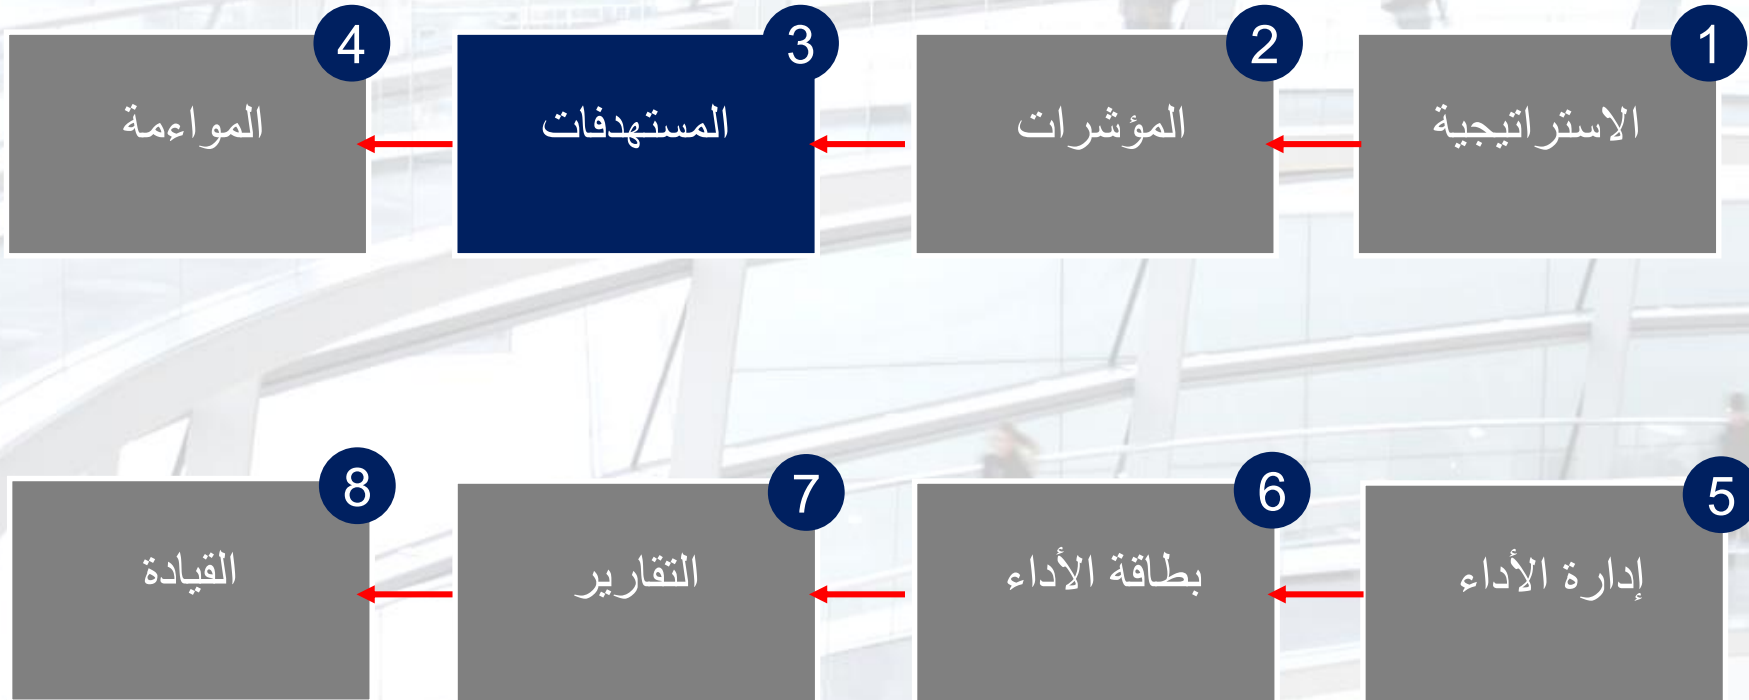 1
الاستراتيجية
2
المؤشرات
3
المستهدفات
4
المواءمة
5
إدارة الأداء
6
بطاقة الأداء
7
التقارير
8
القيادة